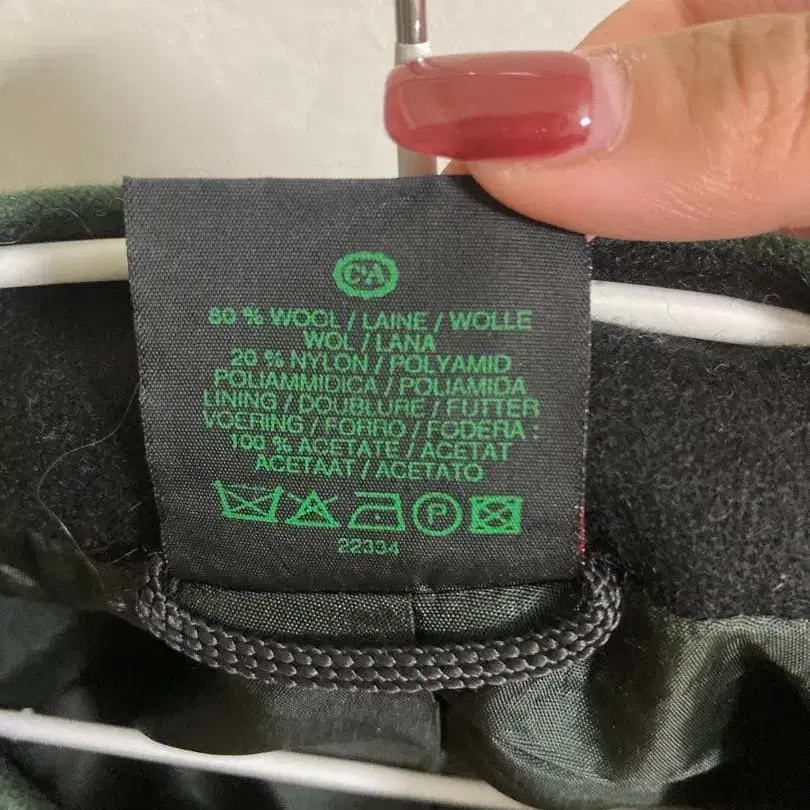 C&A
80 % WOOL / LAINE / WOLLE
WOL / LANA
20 % NYLON / POLYAMID
POLIAMMIDICA / POLIAMIDA
LINING / DOUBLURE / FUTTER
VOERING / FORRO / FODERA :
100 % ACETATE / ACETAT
ACETAAT / ACETATO
P
22334